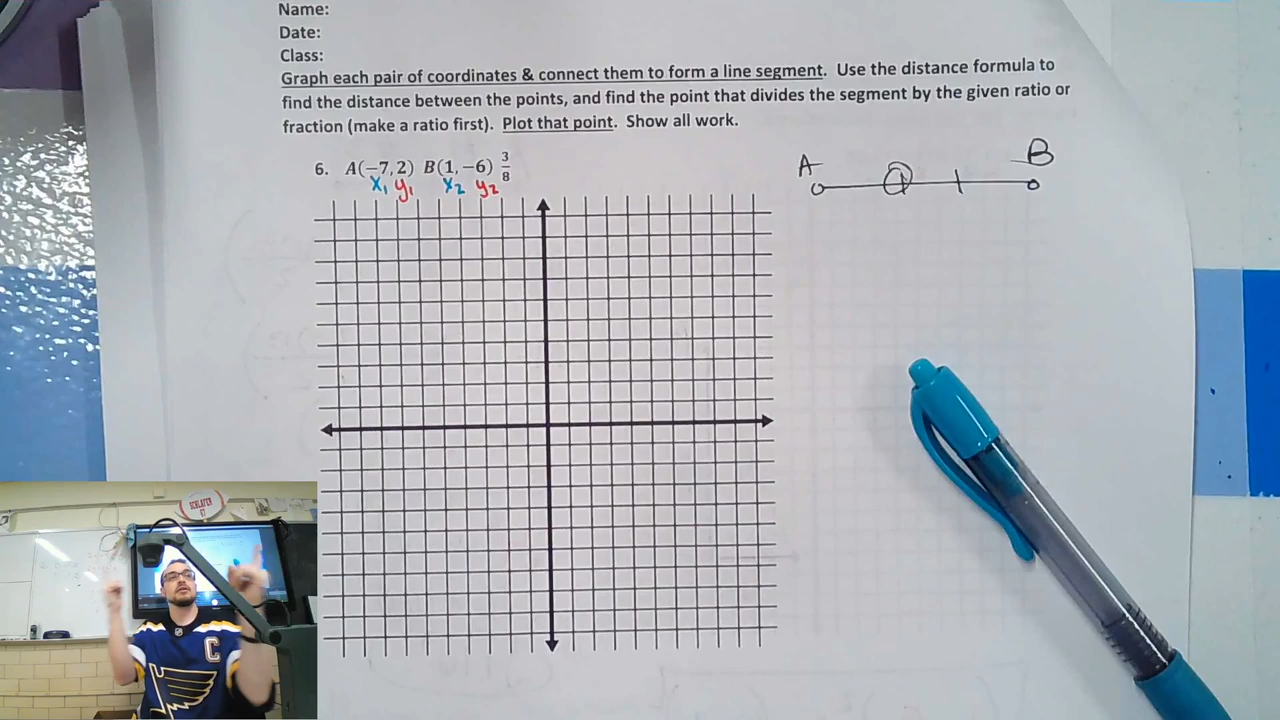 Name:
Date:
Class:
Graph each pair of coordinates & connect them to form a line segment. Use the distance formula to
find the distance between the points, and find the point that divides the segment by the given ratio or
fraction (make a ratio first). Plot that point. Show all work.
6. A(−7, 2) B(1, −6) 3/8
x₁ y₁ x₂ y₂
A B
SCHLATER
C